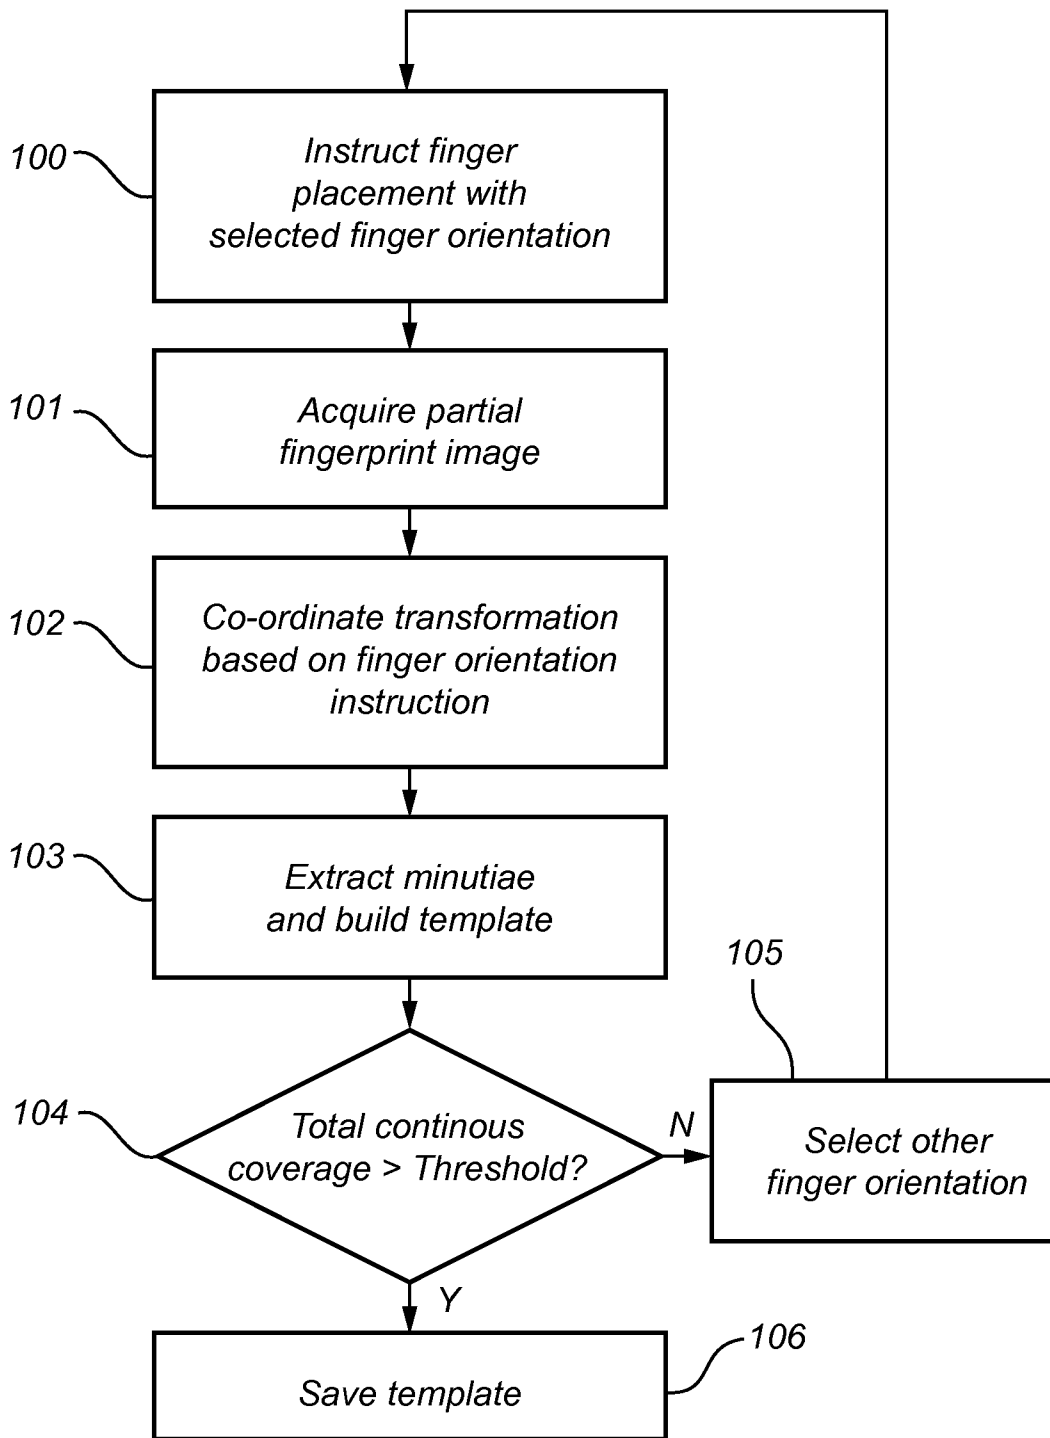 100
Instruct finger
placement with
selected finger orientation
101
Acquire partial
fingerprint image
102
Co-ordinate transformation
based on finger orientation
instruction
103
Extract minutiae
and build template
104
Total continous
coverage > Threshold?
N
105
Select other
finger orientation
Y
106
Save template